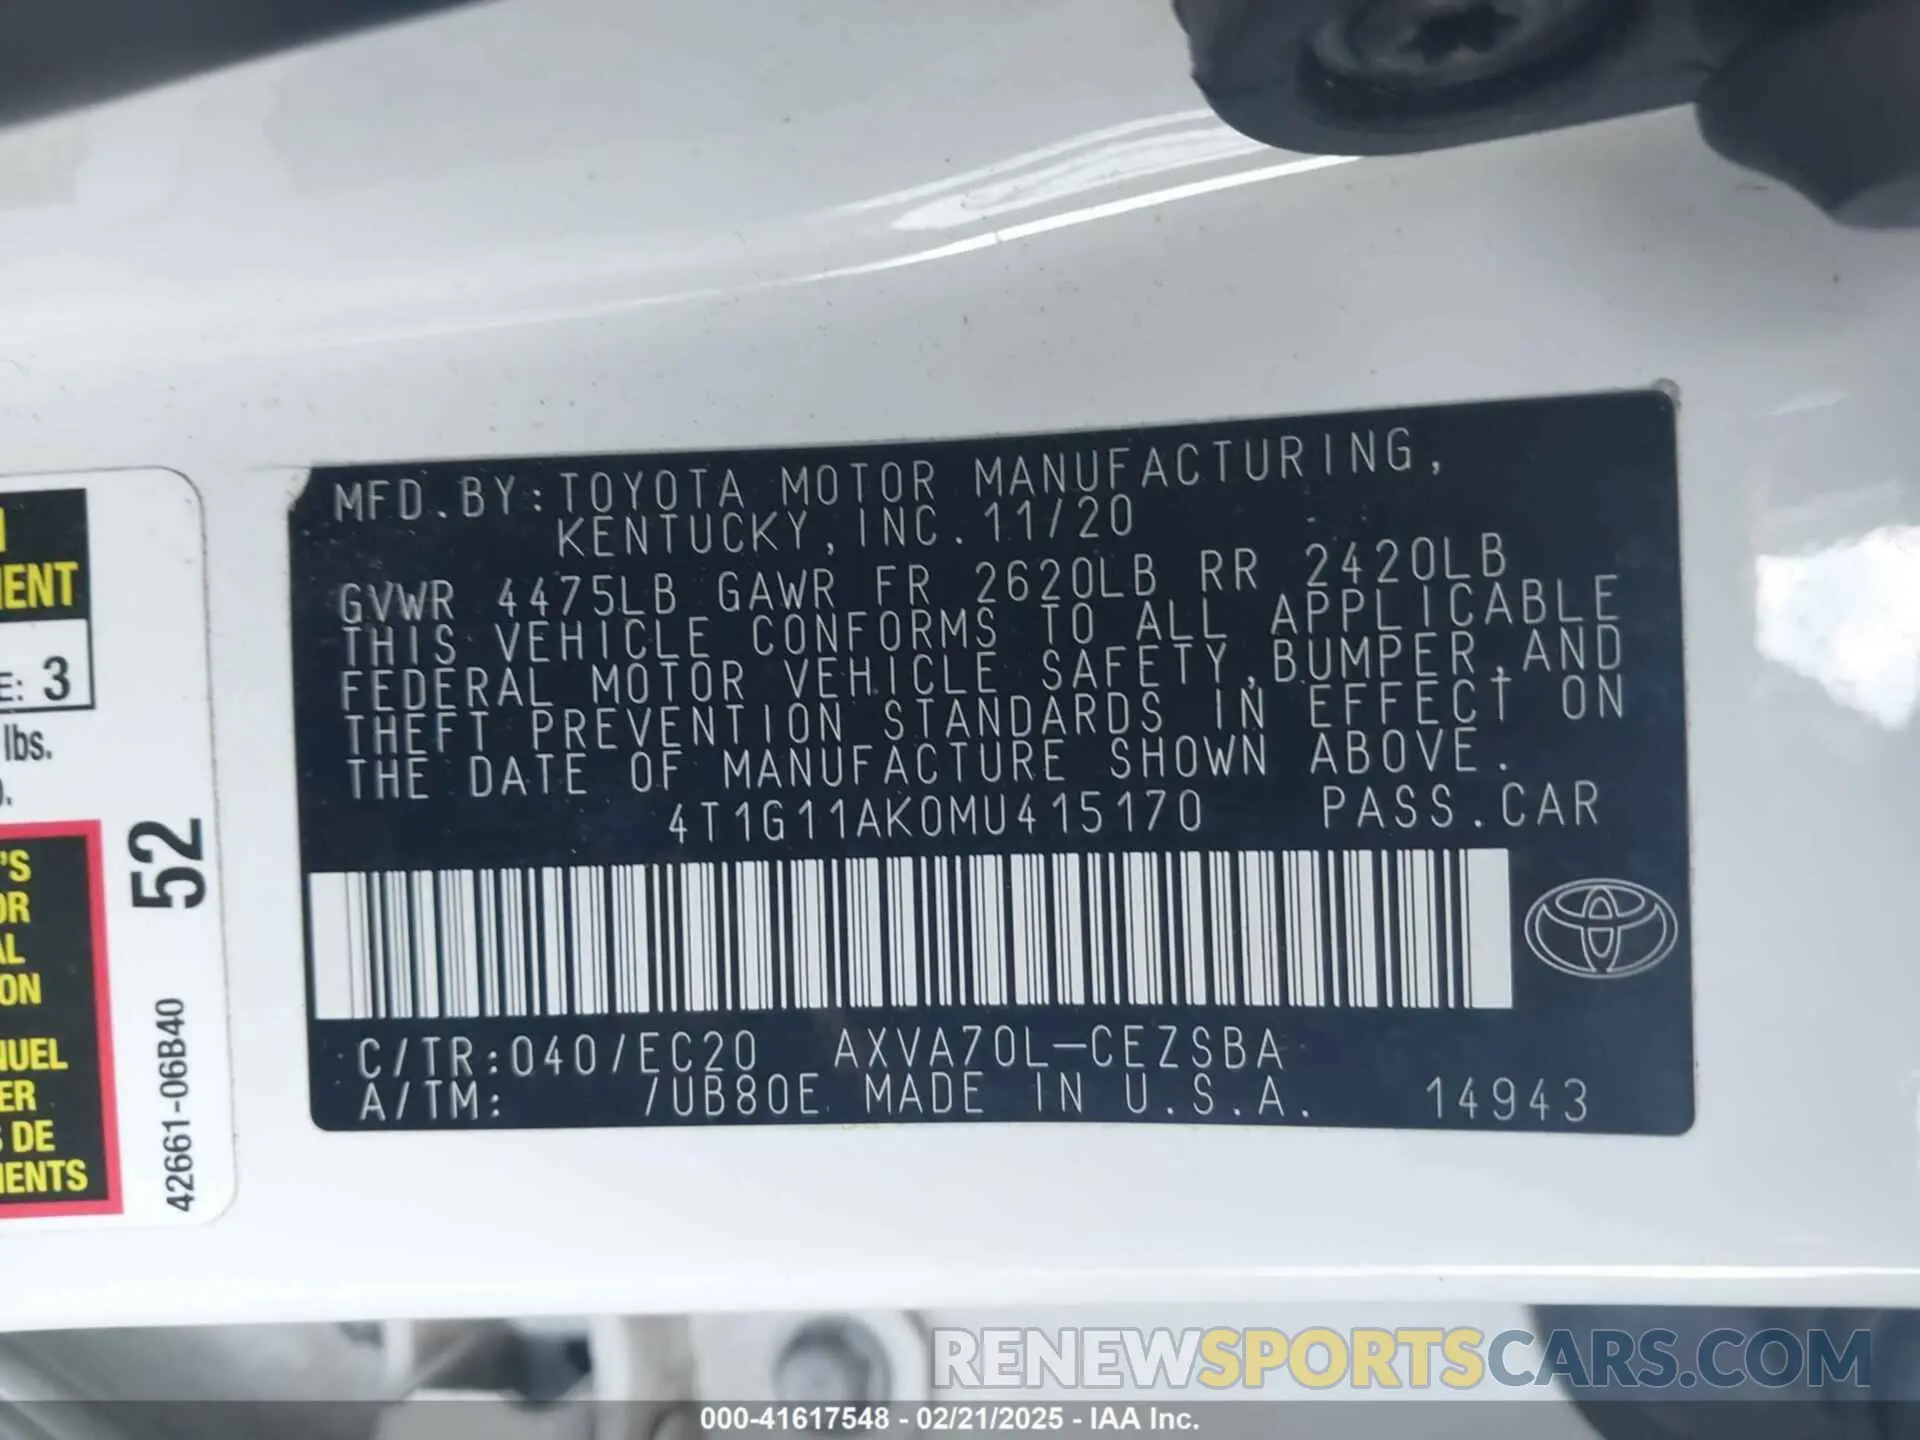 MFD.BY:TOYOTA MOTOR MANUFACTURING,
KENTUCKY,INC.11/20
GVWR 4475LB GAWR FR 2620LB RR 2420LB
THIS VEHICLE CONFORMS TO ALL APPLICABLE
FEDERAL MOTOR VEHICLE SAFETY,BUMPER,AND
THEFT PREVENTION STANDARDS IN EFFECT ON
THE DATE OF MANUFACTURE SHOWN ABOVE.
4T1G11AK0MU415170 PASS.CAR
C/TR:040/EC20 AXVA70L-CEZSBA
A/TM: /UB80E MADE IN U.S.A. 14943
E: 3
lbs.
52
42661-06B40
'S
ER
DE
RENEWSPORTSCARS.COM
000-41617548 - 02/21/2025 - IAA Inc.